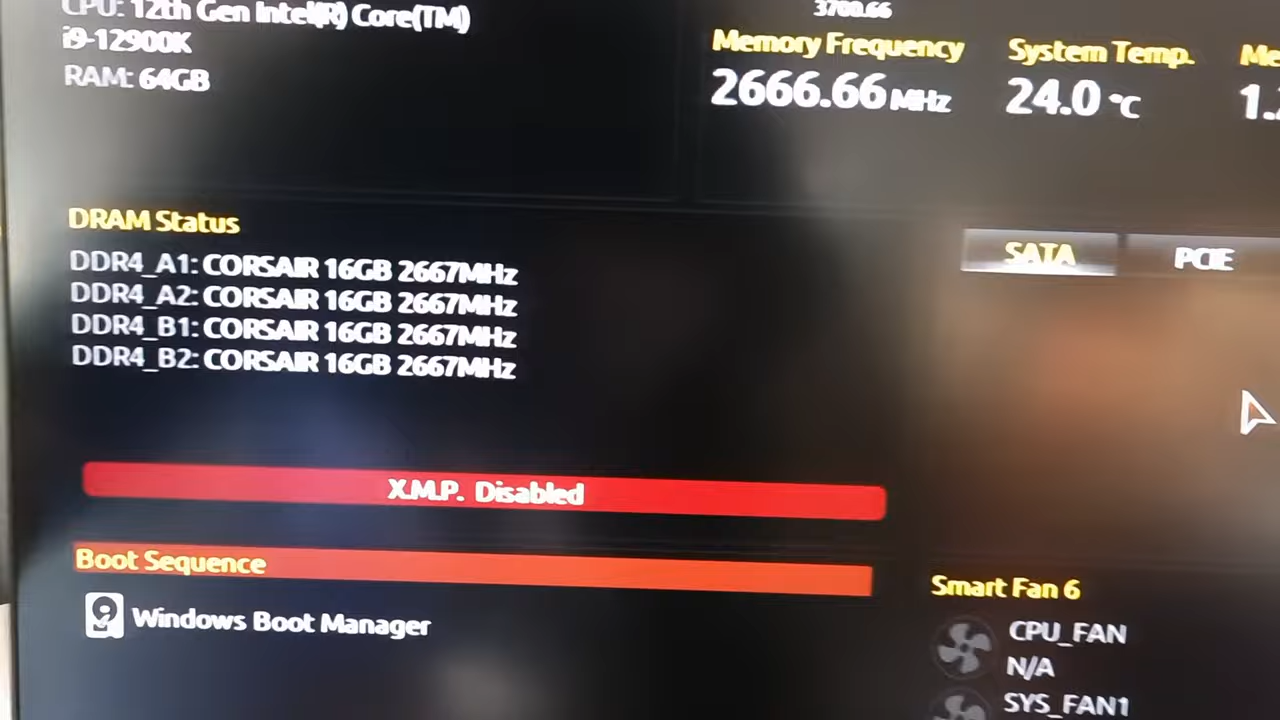 CPU: 12th Gen Intel(R) Core(TM)
i9-12900K
RAM: 64GB
3700.66
Memory Frequency
2666.66 MHz
System Temp.
24.0 °C
DRAM Status
DDR4_A1: CORSAIR 16GB 2667MHz
DDR4_A2: CORSAIR 16GB 2667MHz
DDR4_B1: CORSAIR 16GB 2667MHz
DDR4_B2: CORSAIR 16GB 2667MHz
SATA
PCIE
X.M.P. Disabled
Boot Sequence
Windows Boot Manager
Smart Fan 6
CPU_FAN
N/A
SYS_FAN1